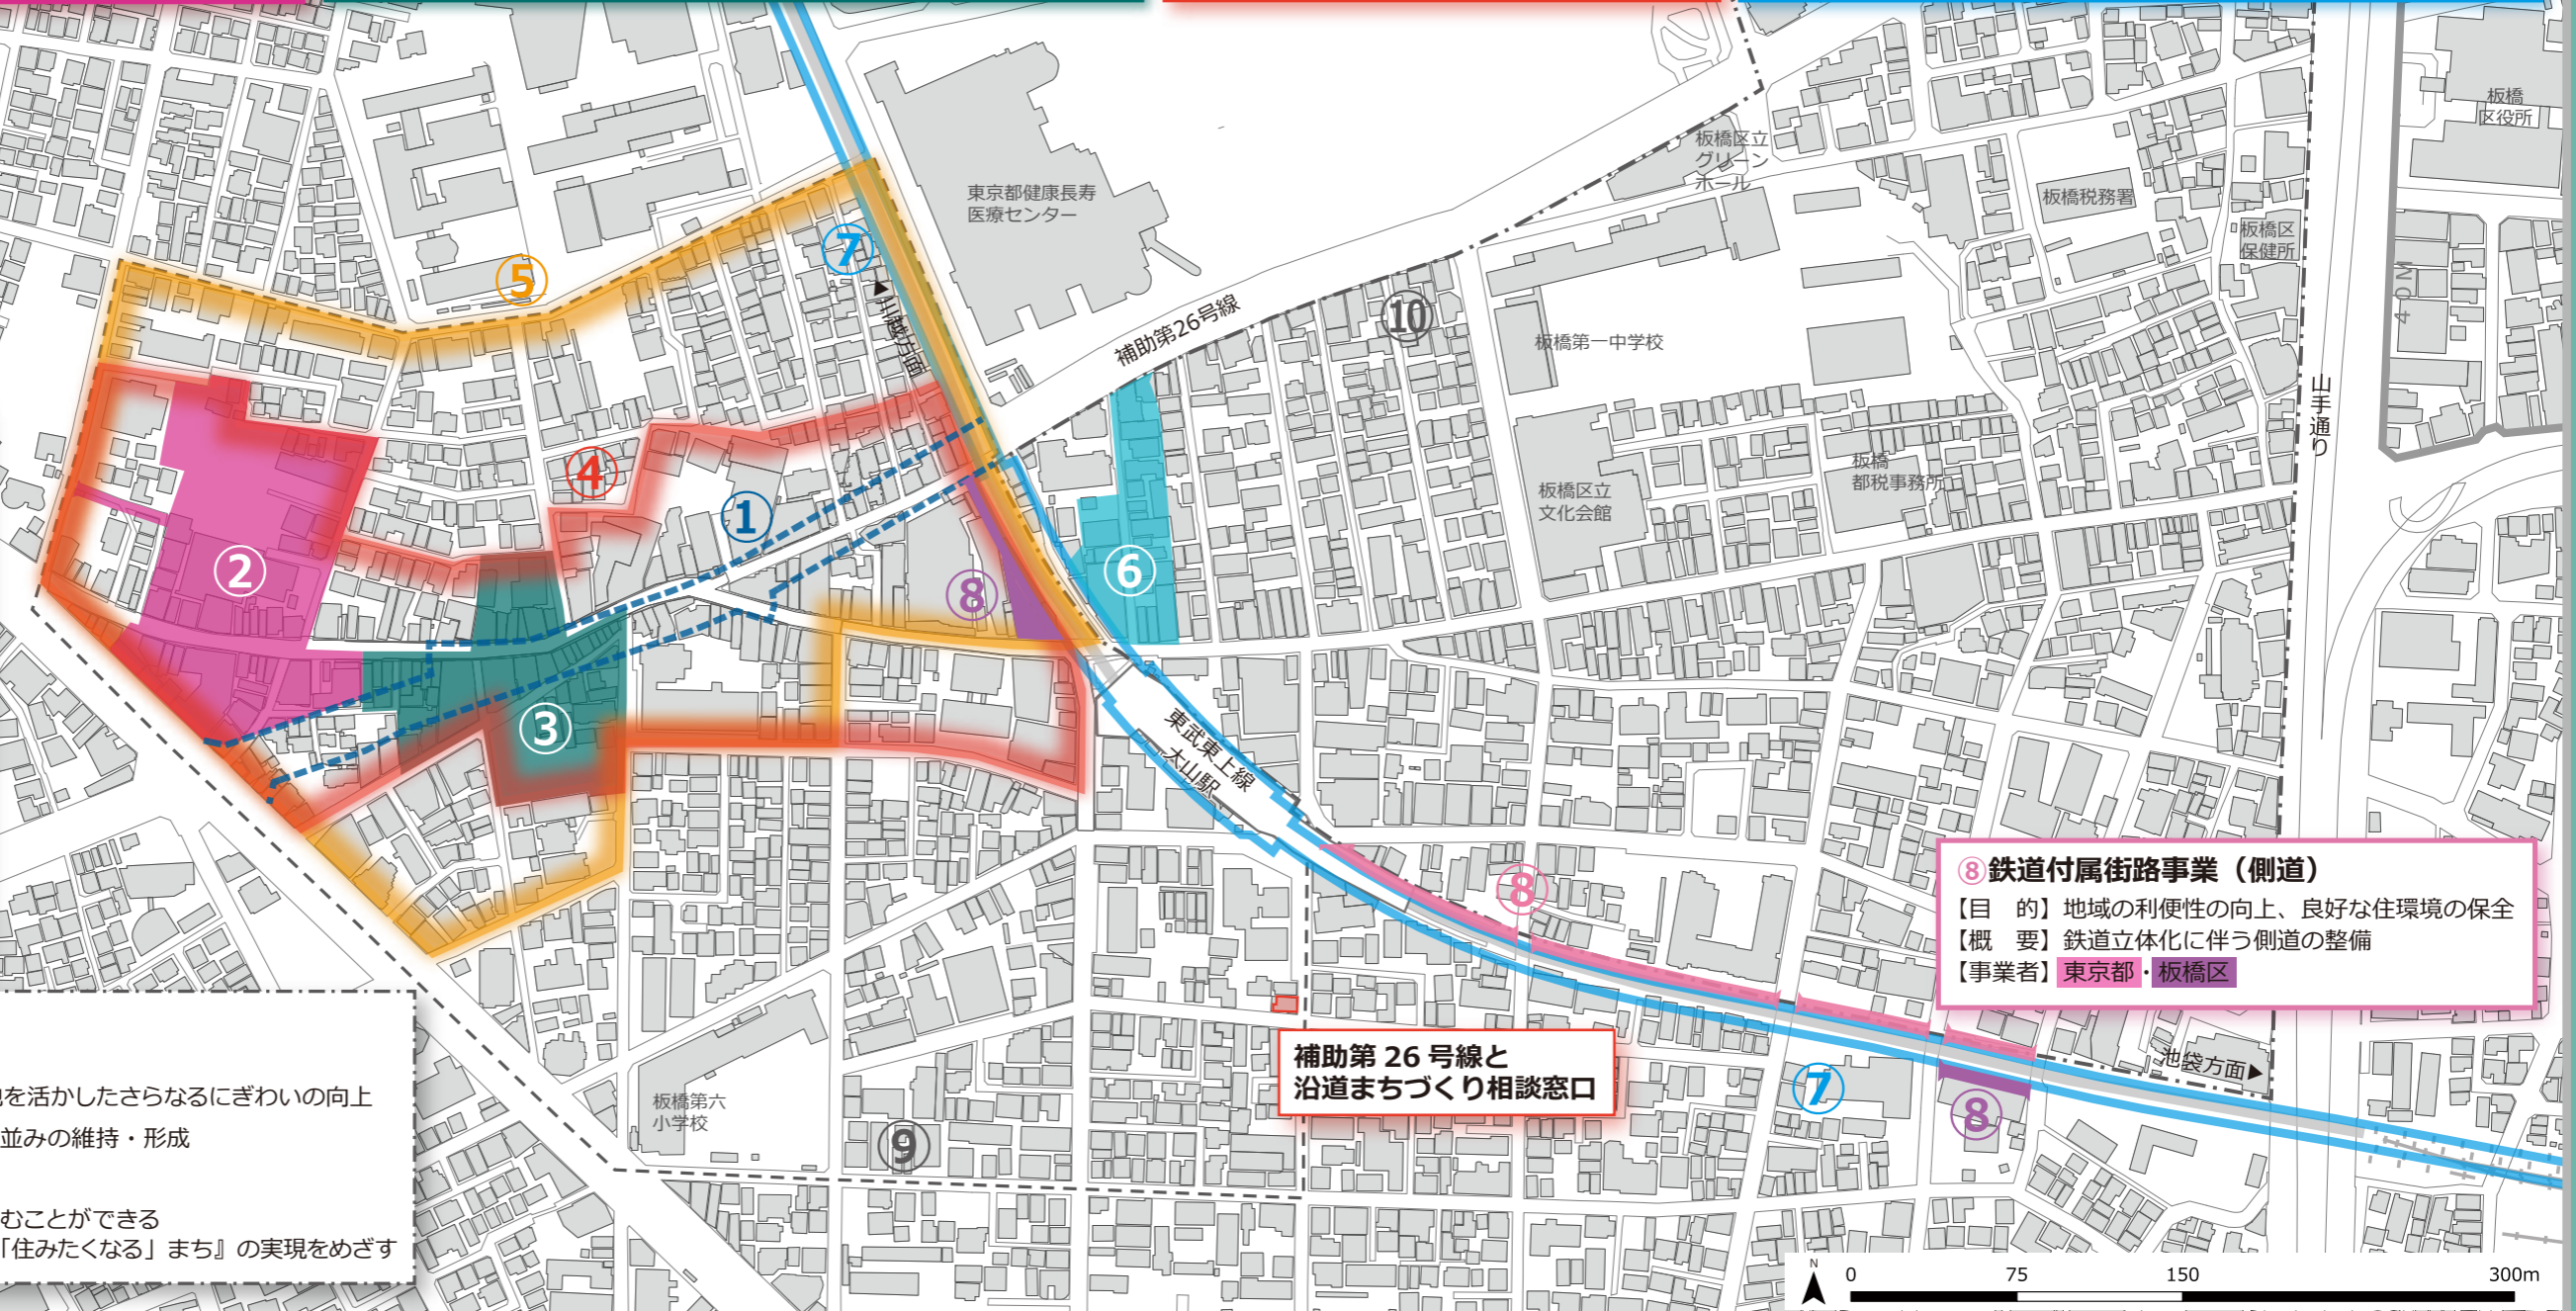 板橋
区役所
板橋区立
グリーン
ホール
板橋税務署
板橋区
保健所
東京都健康長寿
医療センター
⑤
⑦
▲川越方面
補助第26号線
⑩
板橋第一中学校
山手通り
④
①
板橋区立
文化会館
板橋
都税事務所
②
⑧
⑥
③
東武東上線
大山駅
⑧
⑧鉄道付属街路事業（側道）
【目　的】地域の利便性の向上、良好な住環境の保全
【概　要】鉄道立体化に伴う側道の整備
【事業者】東京都・板橋区
補助第 26 号線と
沿道まちづくり相談窓口
池袋方面▶
⑦
⑧
を活かしたさらなるにぎわいの向上
並みの維持・形成
むことができる
「住みたくなる」まち』の実現をめざす
板橋第六
小学校
⑨
N
0 75 150 300m